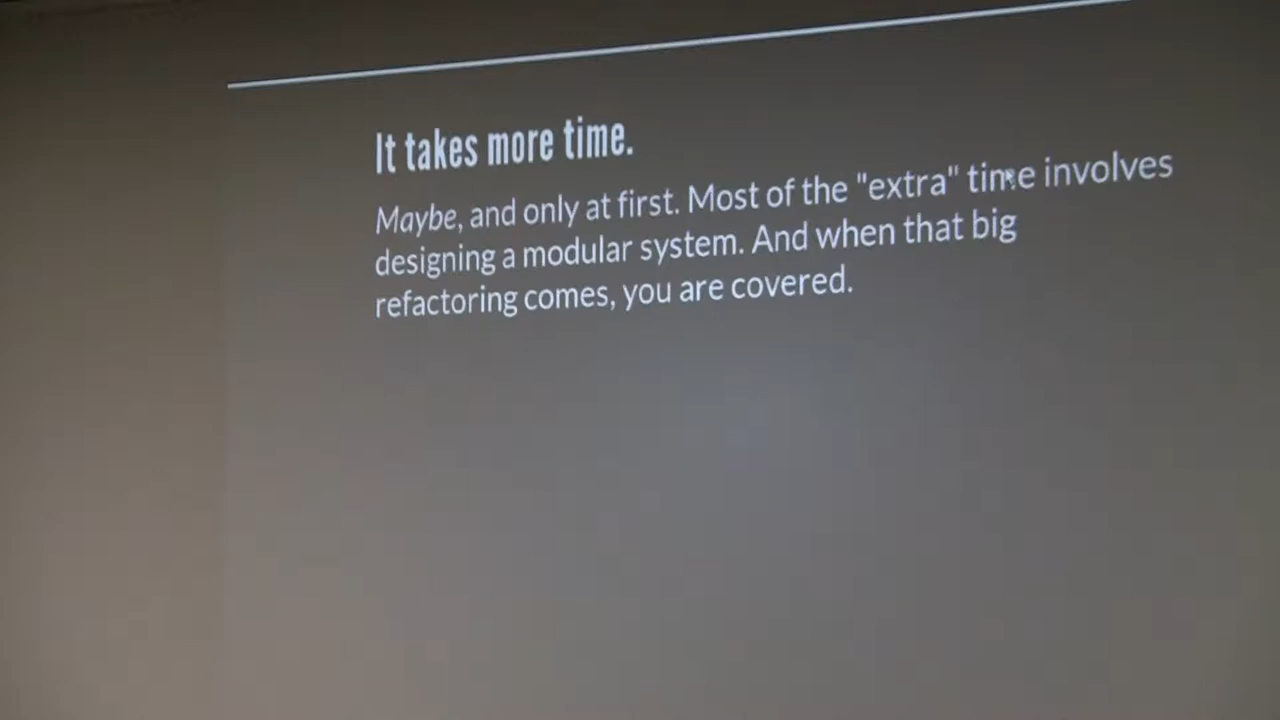 It takes more time.
Maybe, and only at first. Most of the "extra" time involves
designing a modular system. And when that big
refactoring comes, you are covered.